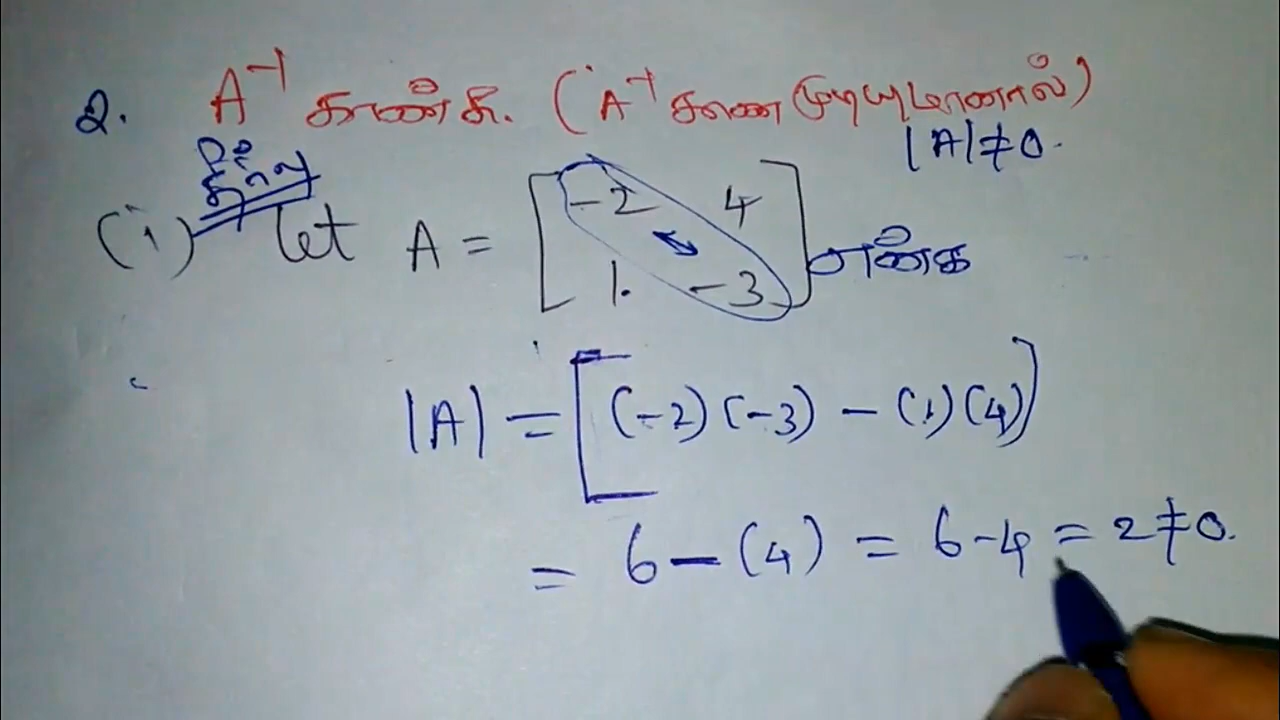 2. A⁻¹ காண்க. (A⁻¹ காண முடியுமானால்)
|A| ≠ 0.
(i) let A = [-2 4
1. -3] என்க
|A| = [(-2)(-3) - (1)(4)]
= 6 - (4) = 6 - 4 = 2 ≠ 0.